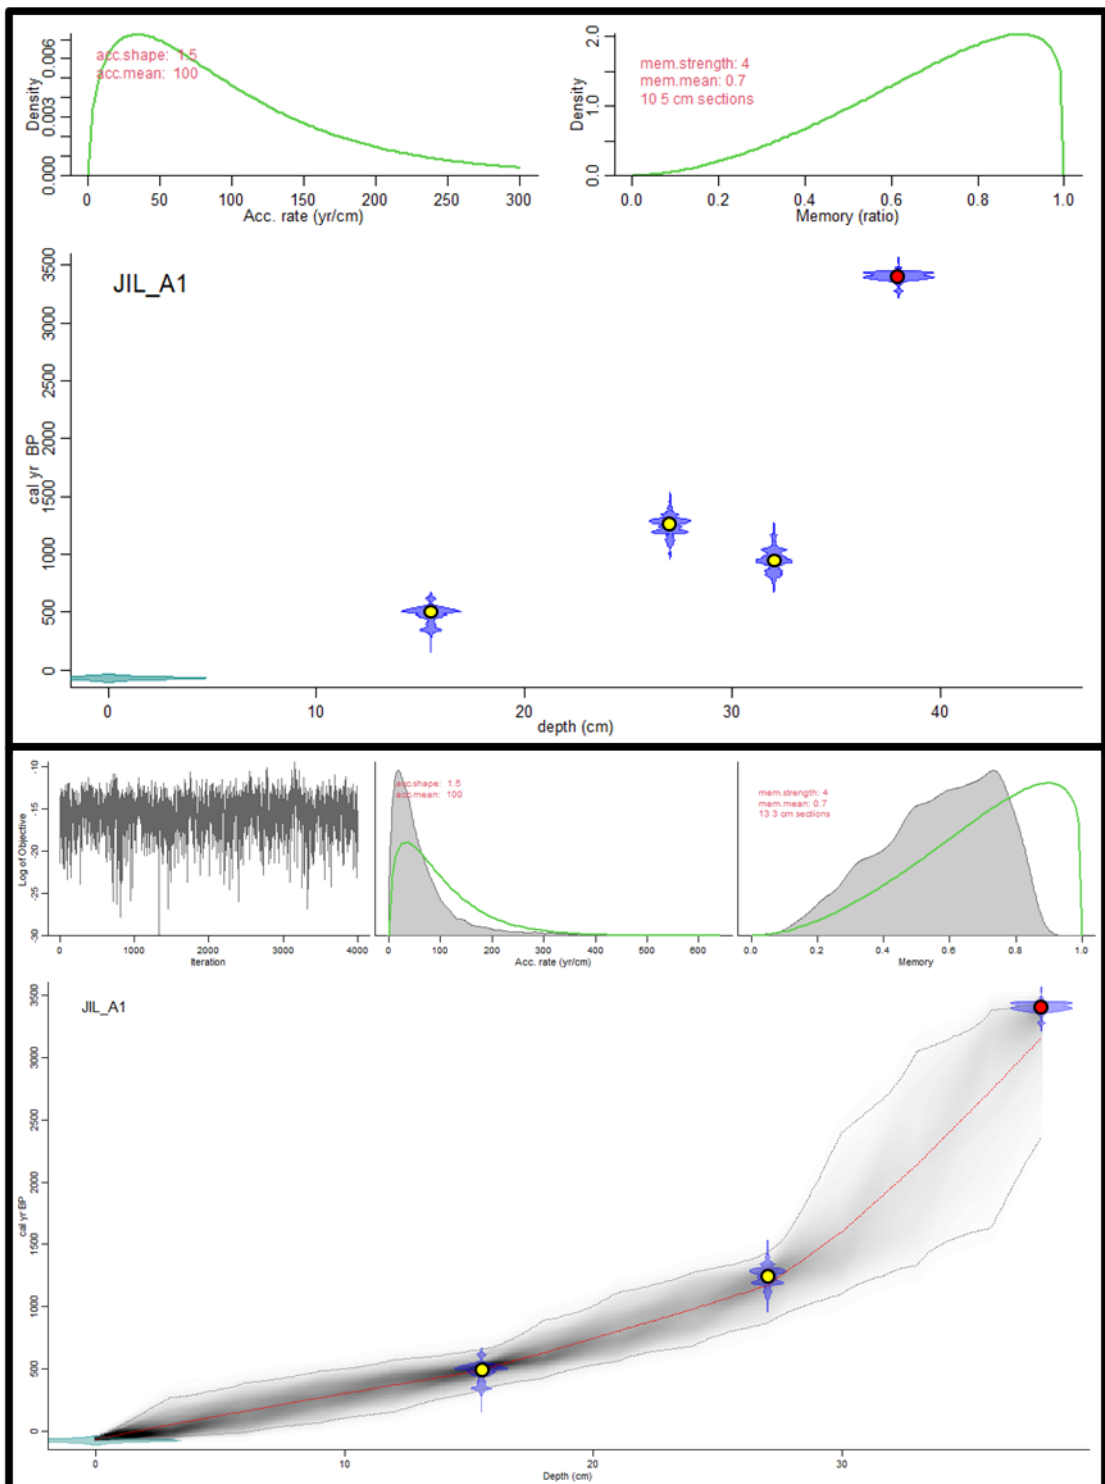 Density
0.000
0.003
0.006
acc.shape: 1.5
acc.mean: 100
0 50 100 150 200 250 300
Acc. rate (yr/cm)
Density
0.0
1.0
2.0
mem.strength: 4
mem.mean: 0.7
10 5 cm sections
0.0 0.2 0.4 0.6 0.8 1.0
Memory (ratio)
JIL_A1
cal yr BP
3500
3000
2500
2000
1500
1000
500
0
0 10 20 30 40
depth (cm)
Log of Objective
-10
-15
-20
-25
-30
0 1000 2000 3000 4000
Iteration
acc.shape: 1.5
acc.mean: 100
0 100 200 300 400 500 600
Acc. rate (yr/cm)
mem.strength: 4
mem.mean: 0.7
13 3 cm sections
0.0 0.2 0.4 0.6 0.8 1.0
Memory
JIL_A1
cal yr BP
3500
3000
2500
2000
1500
1000
500
0
0 10 20 30
Depth (cm)